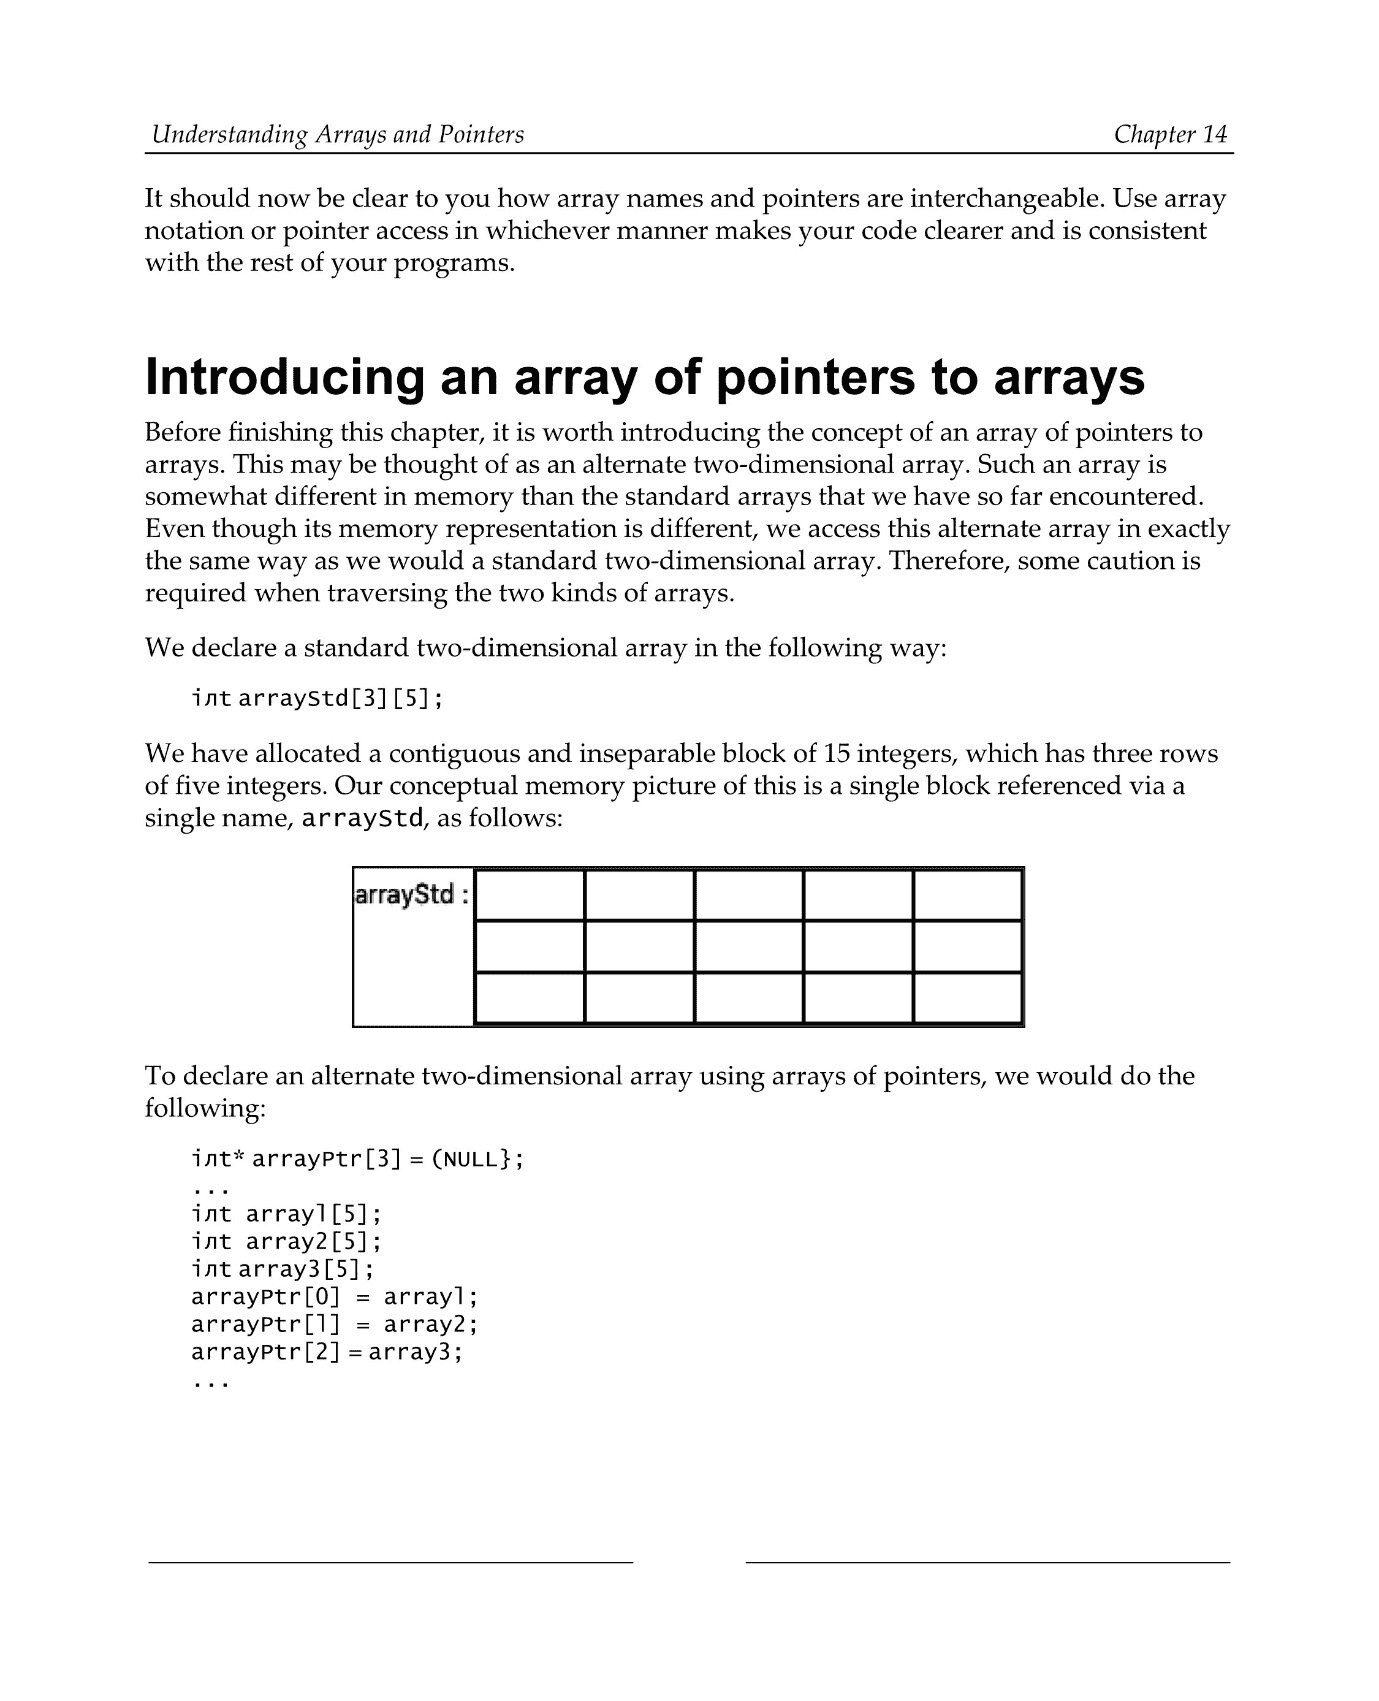 Understanding Arrays and Pointers Chapter 14
It should now be clear to you how array names and pointers are interchangeable. Use array
notation or pointer access in whichever manner makes your code clearer and is consistent
with the rest of your programs.
Introducing an array of pointers to arrays
Before finishing this chapter, it is worth introducing the concept of an array of pointers to
arrays. This may be thought of as an alternate two-dimensional array. Such an array is
somewhat different in memory than the standard arrays that we have so far encountered.
Even though its memory representation is different, we access this alternate array in exactly
the same way as we would a standard two-dimensional array. Therefore, some caution is
required when traversing the two kinds of arrays.
We declare a standard two-dimensional array in the following way:
iлt arrayStd[3][5];
We have allocated a contiguous and inseparable block of 15 integers, which has three rows
of five integers. Our conceptual memory picture of this is a single block referenced via a
single name, arrayStd, as follows:
arrayStd :
To declare an alternate two-dimensional array using arrays of pointers, we would do the
following:
iлt* arrayPtr[3] = (NULL};
...
iлt array1[5];
iлt array2[5];
iлt array3[5];
arrayPtr[0] = array1;
arrayPtr[1] = array2;
arrayPtr[2] = array3;
...